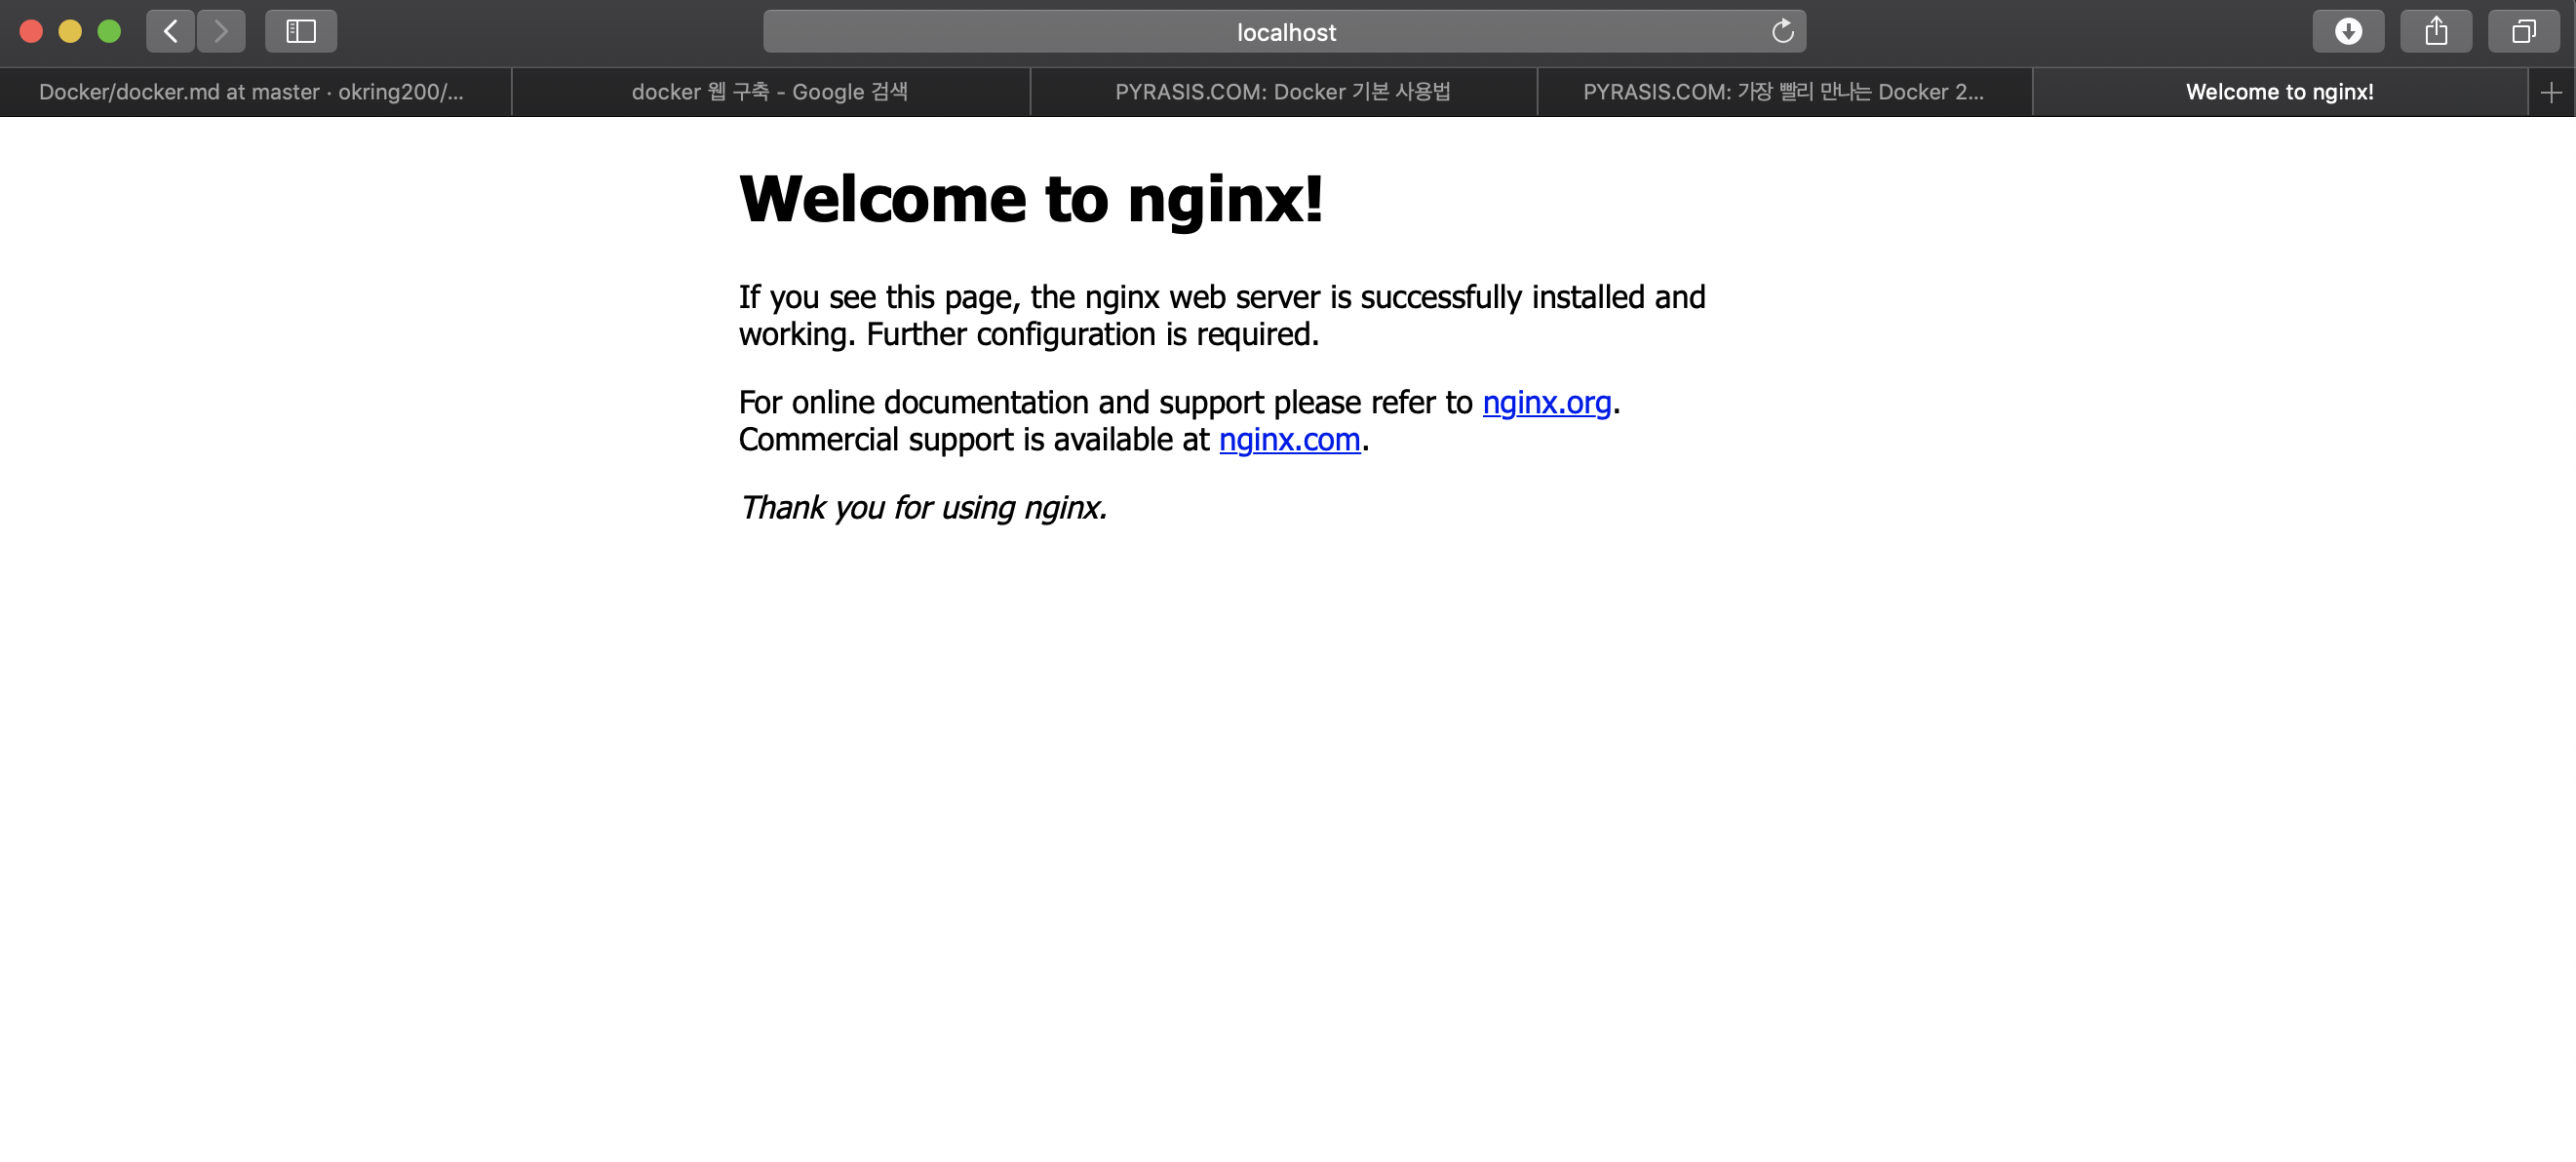 localhost
Docker/docker.md at master · okring200/...
docker 웹 구축 - Google 검색
PYRASIS.COM: Docker 기본 사용법
PYRASIS.COM: 가장 빨리 만나는 Docker 2...
Welcome to nginx!
Welcome to nginx!
If you see this page, the nginx web server is successfully installed and
working. Further configuration is required.
For online documentation and support please refer to nginx.org.
Commercial support is available at nginx.com.
Thank you for using nginx.